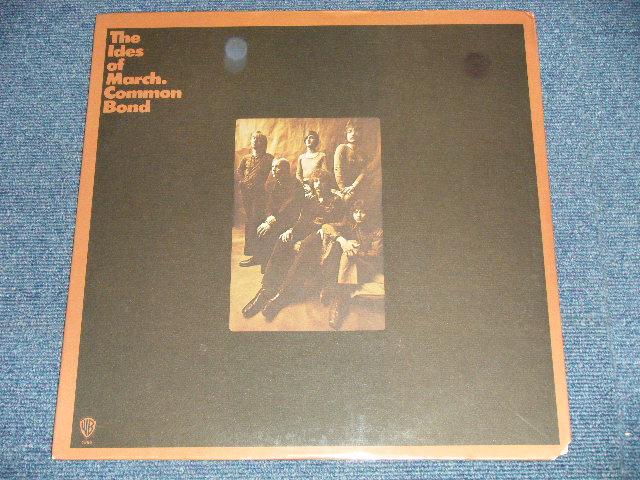 The
Ides
of
March.
Common
Bond